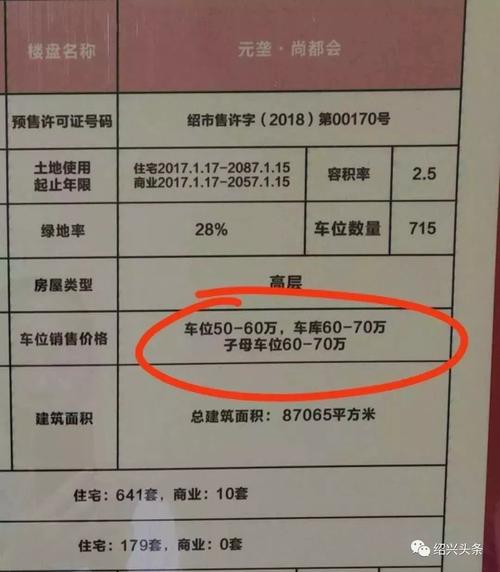 楼盘名称
元垄·尚都会
预售许可证号码
绍市售许字(2018)第00170号
土地使用
起止年限
住宅2017.1.17-2087.1.15
商业2017.1.17-2057.1.15
容积率
2.5
绿地率
28%
车位数量
715
房屋类型
高层
车位销售价格
车位50-60万，车库60-70万
子母车位60-70万
建筑面积
总建筑面积：87065平方米
住宅：641套，商业：10套
住宅：179套，商业：0套
绍兴头条